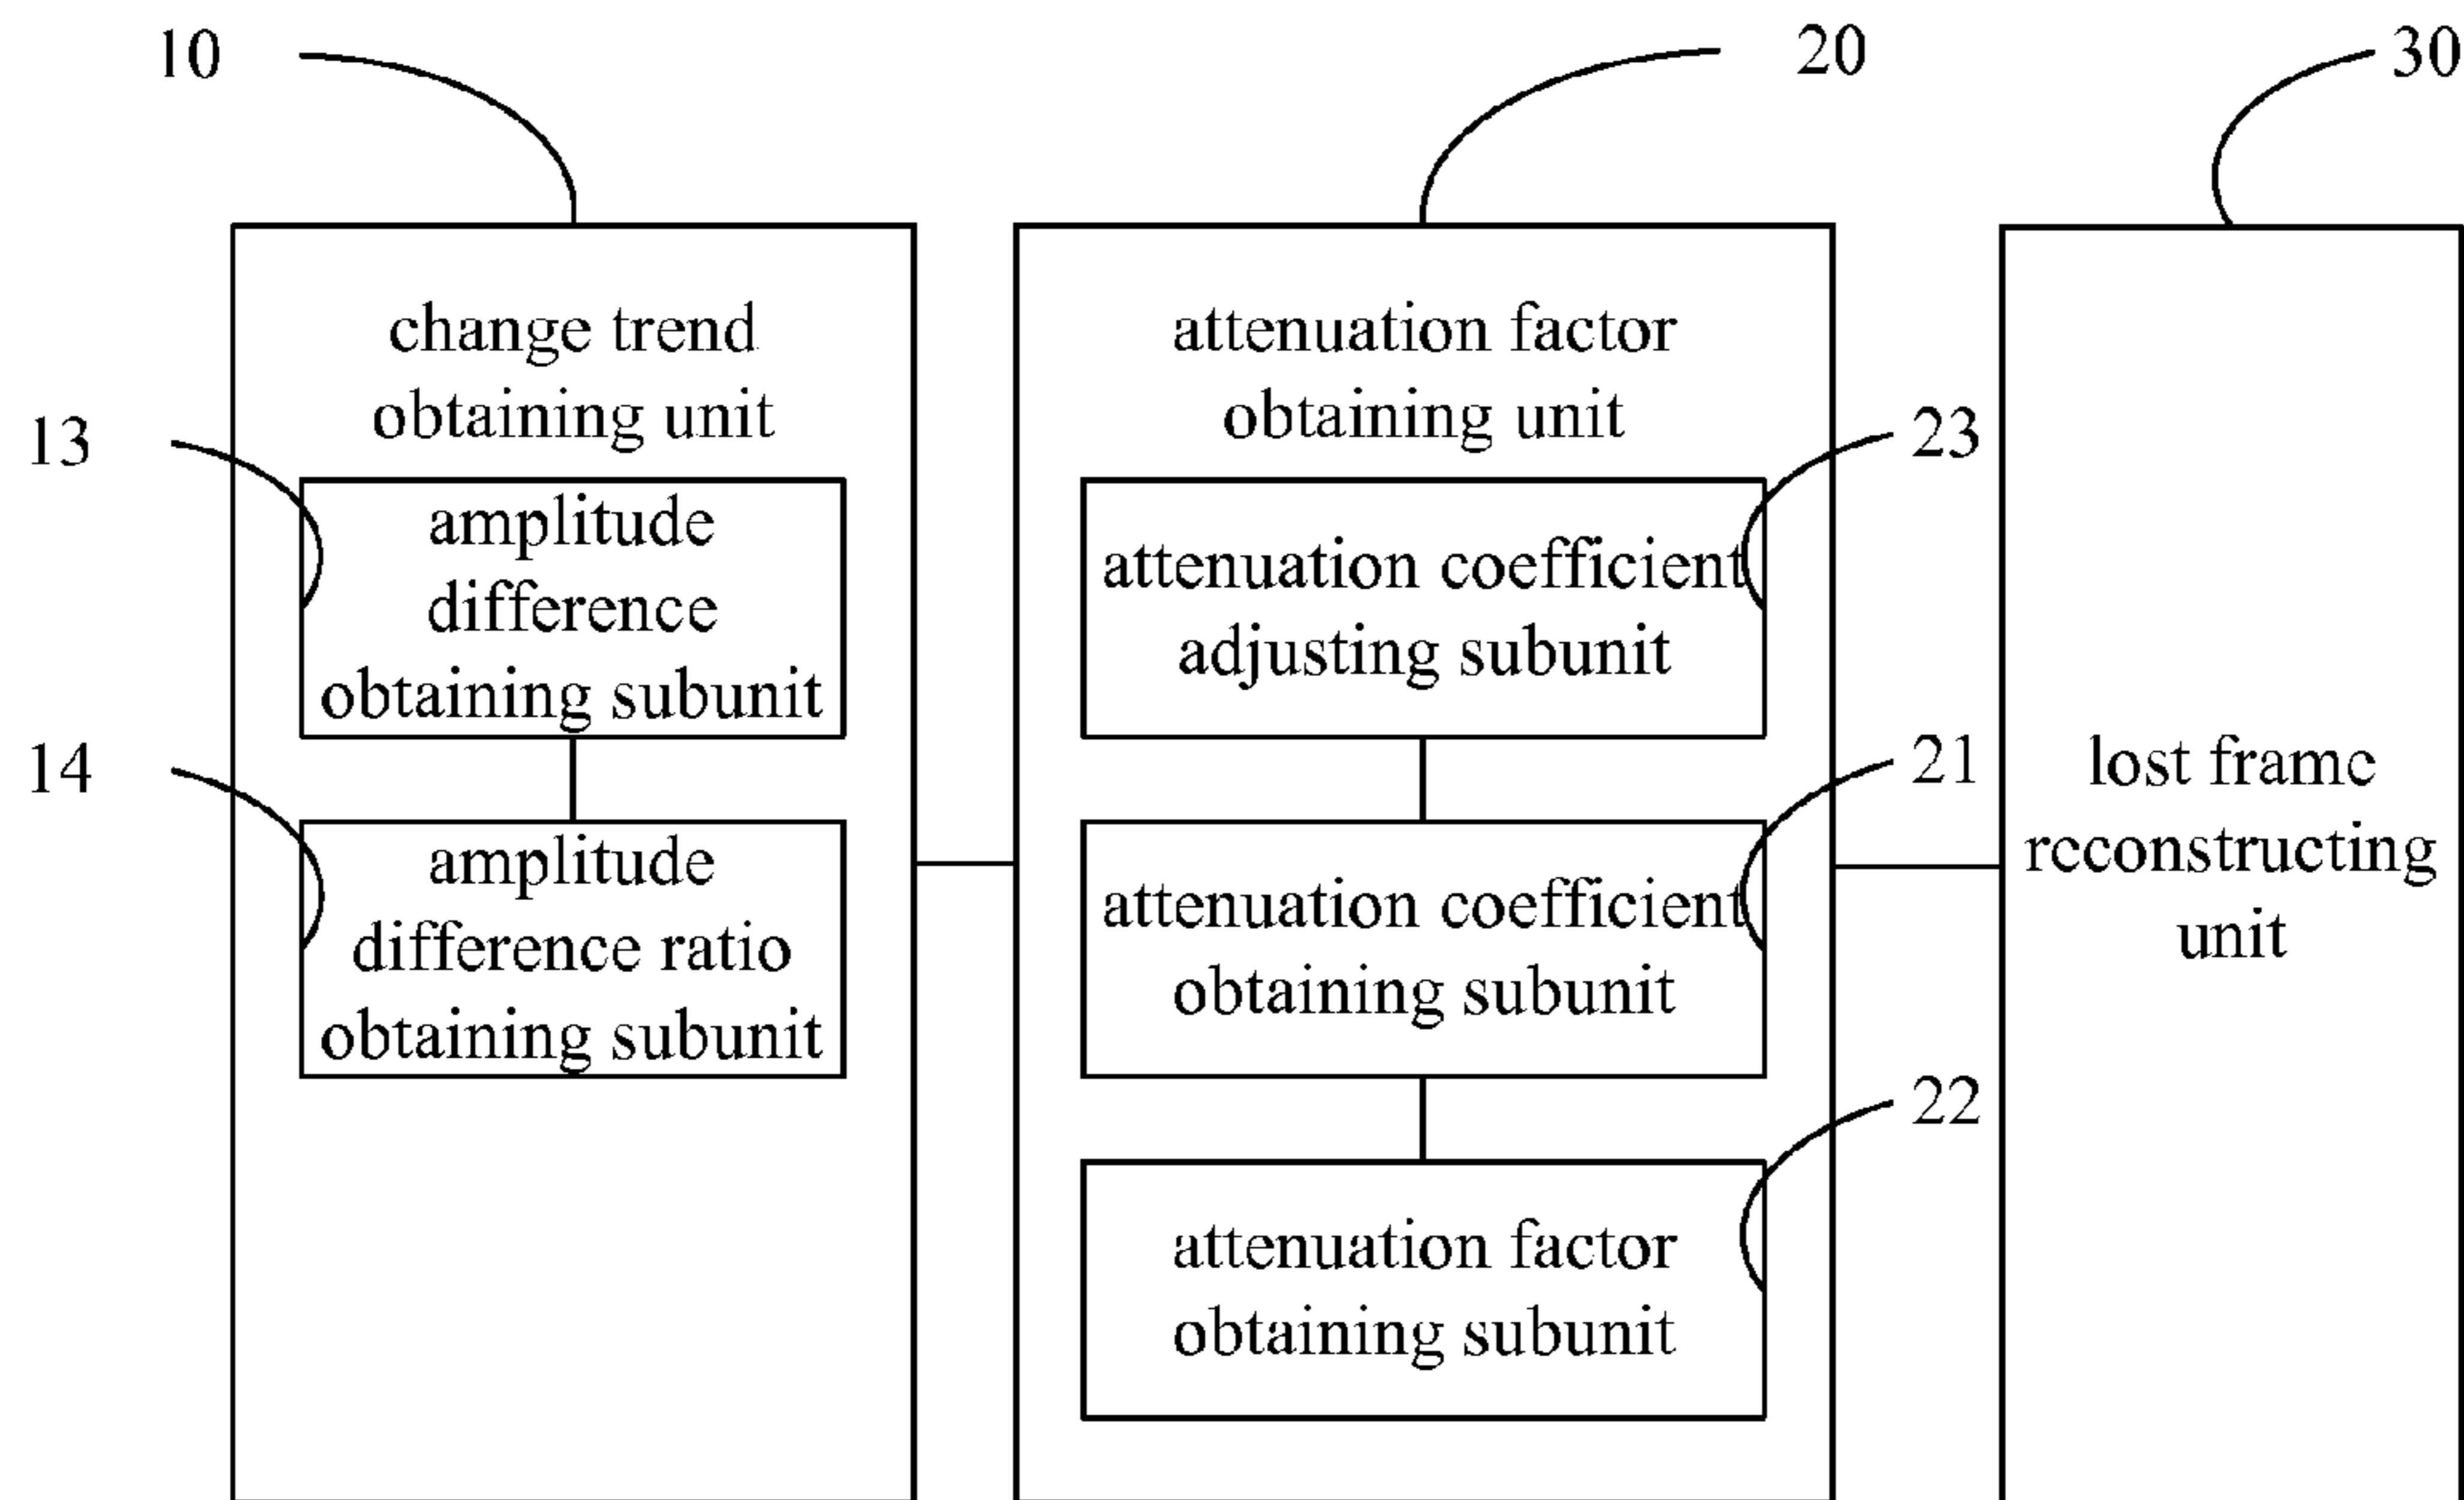 10
20
30
change trend
obtaining unit
13
amplitude
difference
obtaining subunit
14
amplitude
difference ratio
obtaining subunit
attenuation factor
obtaining unit
23
attenuation coefficient
adjusting subunit
21
attenuation coefficient
obtaining subunit
22
attenuation factor
obtaining subunit
lost frame
reconstructing
unit